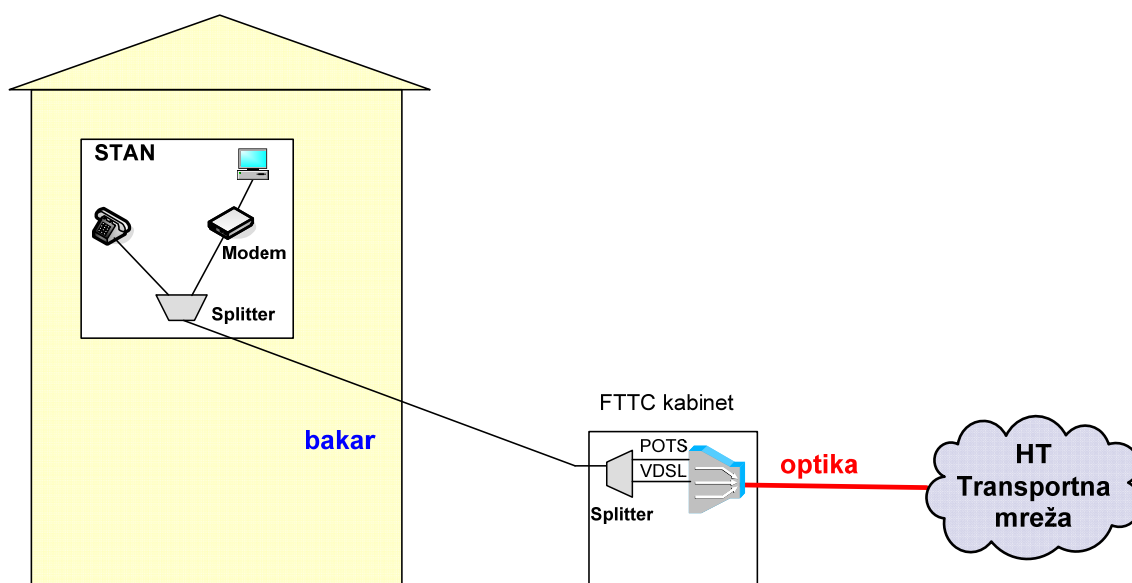 STAN
Modem
Splitter
bakar
FTTC kabinet
POTS
VDSL
Splitter
optika
HT
Transportna
mreža